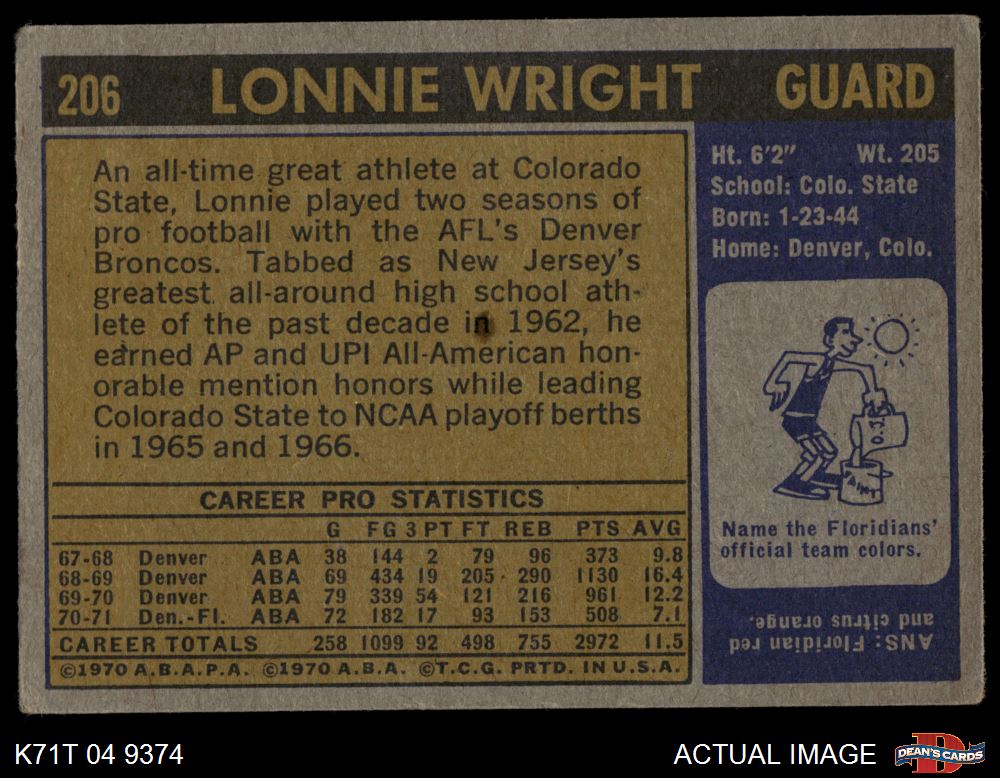 206 LONNIE WRIGHT GUARD
An all-time great athlete at Colorado
State, Lonnie played two seasons of
pro football with the AFL's Denver
Broncos. Tabbed as New Jersey's
greatest all-around high school ath-
lete of the past decade in 1962, he
earned AP and UPI All-American hon-
orable mention honors while leading
Colorado State to NCAA playoff berths
in 1965 and 1966.
CAREER PRO STATISTICS
G FG 3 PT FT REB PTS AVG
67-68 Denver ABA 38 144 2 79 96 373 9.8
68-69 Denver ABA 69 434 19 205 290 1130 16.4
69-70 Denver ABA 79 339 54 121 216 961 12.2
70-71 Den.-Fl. ABA 72 182 17 93 153 508 7.1
CAREER TOTALS 258 1099 92 498 755 2972 11.5
©1970 A.B.A.P.A. ©1970 A.B.A. ©T.C.G. PRTD. IN U.S.A.
Ht. 6'2" Wt. 205
School: Colo. State
Born: 1-23-44
Home: Denver, Colo.
O.J.
PAINT
Name the Floridians'
official team colors.
ANS: Floridian red
and citrus orange.
K71T 04 9374
ACTUAL IMAGE
D
DEAN'S CARDS